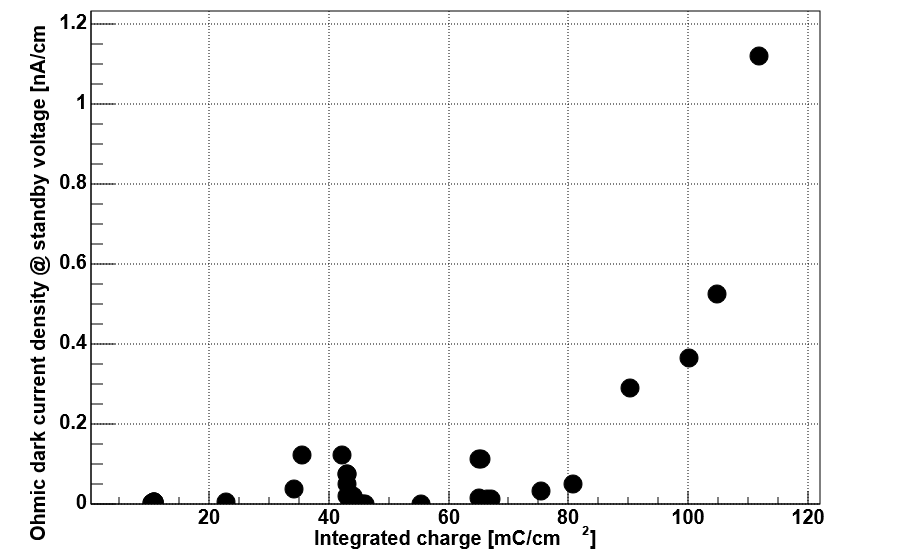 Ohmic dark current density @ standby voltage [nA/cm
1.2
1
0.8
0.6
0.4
0.2
0
20 40 60 80 100 120
Integrated charge [mC/cm 2]